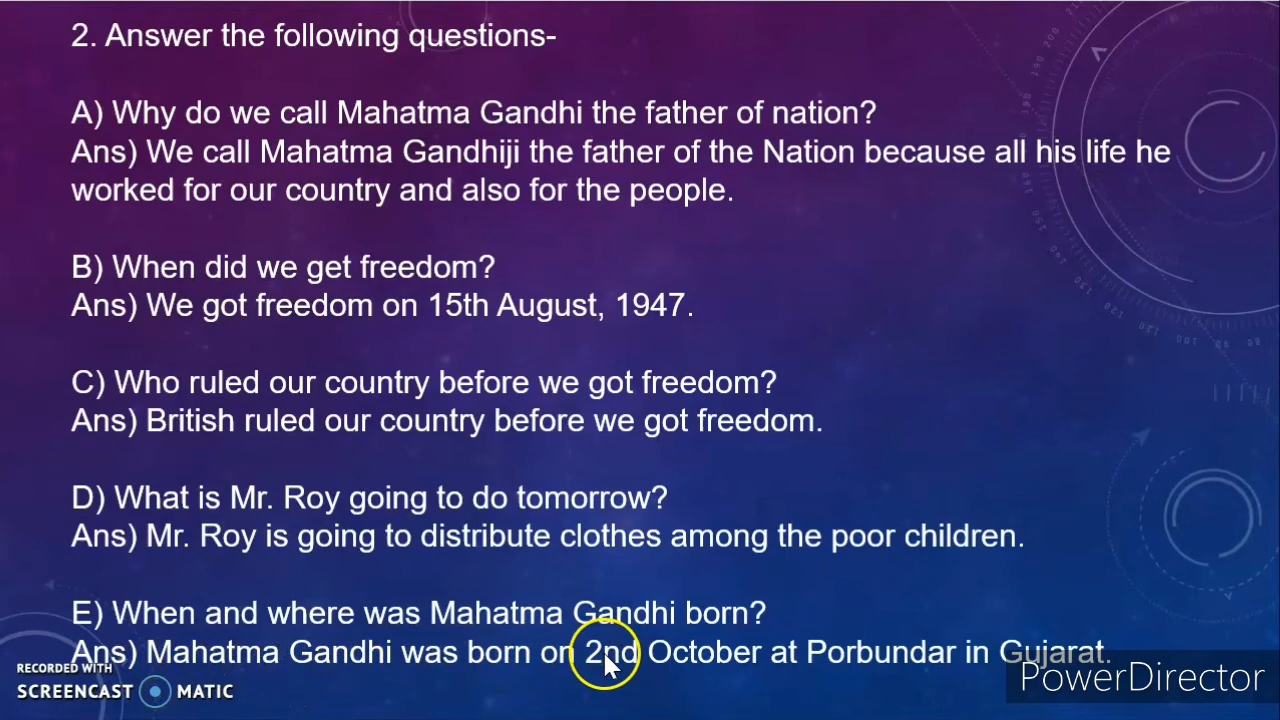 2. Answer the following questions-
A) Why do we call Mahatma Gandhi the father of nation?
Ans) We call Mahatma Gandhiji the father of the Nation because all his life he
worked for our country and also for the people.
B) When did we get freedom?
Ans) We got freedom on 15th August, 1947.
C) Who ruled our country before we got freedom?
Ans) British ruled our country before we got freedom.
D) What is Mr. Roy going to do tomorrow?
Ans) Mr. Roy is going to distribute clothes among the poor children.
E) When and where was Mahatma Gandhi born?
Ans) Mahatma Gandhi was born on 2nd October at Porbundar in Gujarat.
RECORDED WITH
SCREENCAST MATIC
PowerDirector